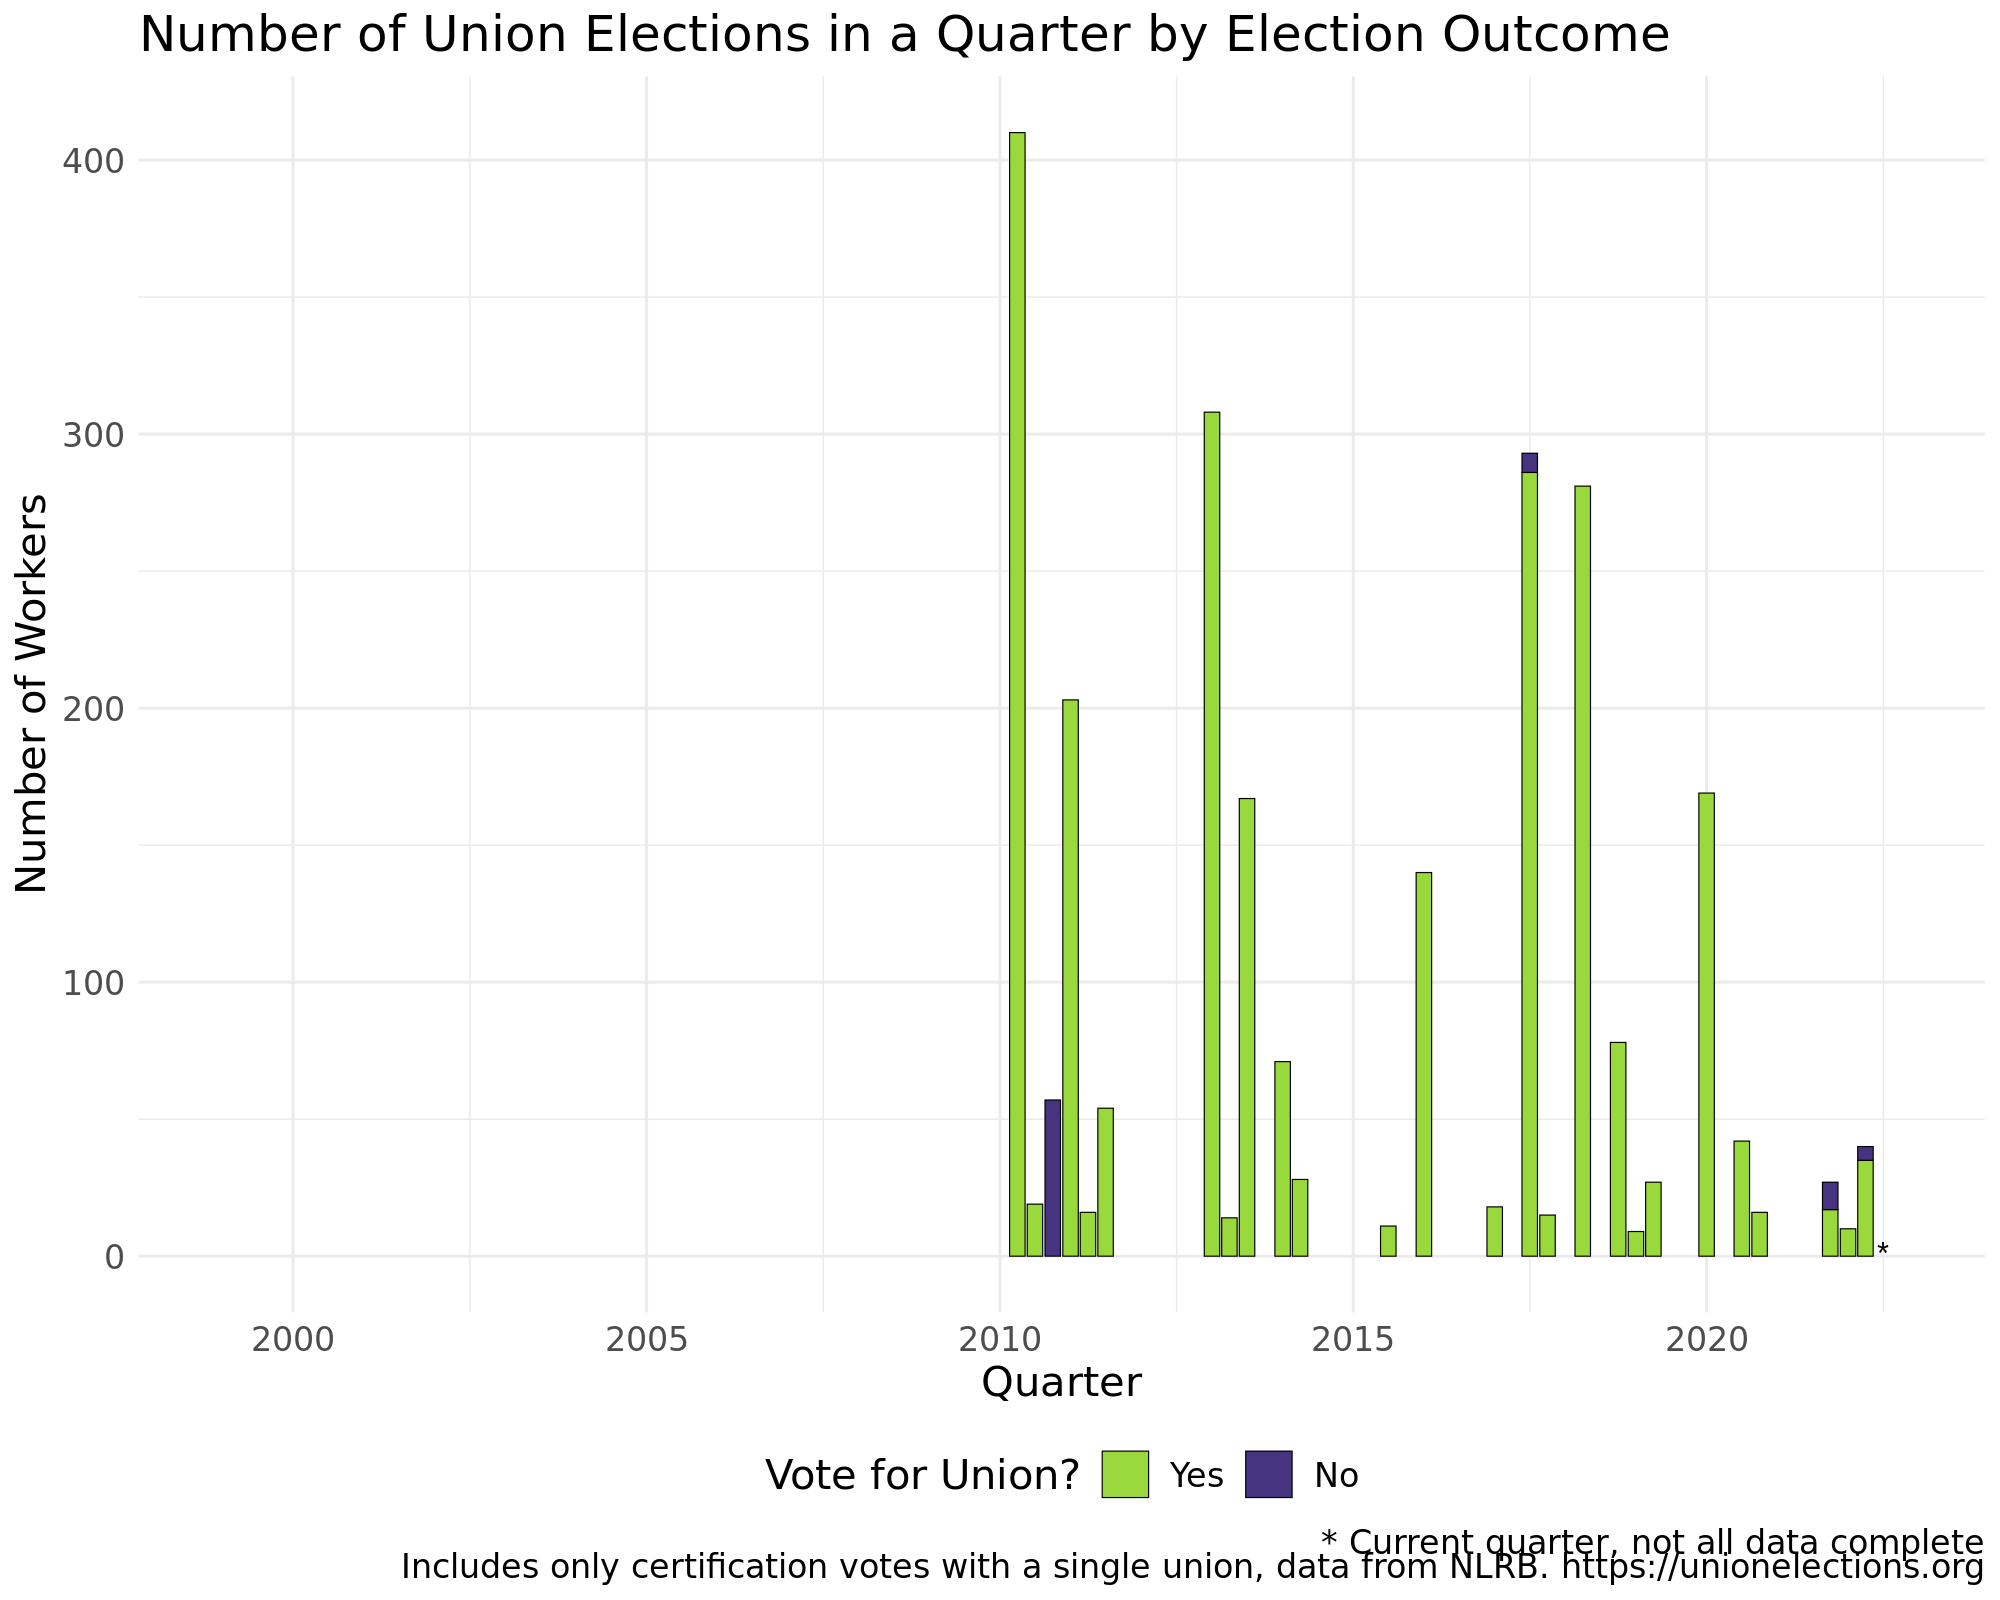 Number of Union Elections in a Quarter by Election Outcome
400
300
200
100
0
Number of Workers
*
2000 2005 2010 2015 2020
Quarter
Vote for Union? Yes No
* Current quarter, not all data complete
Includes only certification votes with a single union, data from NLRB. https://unionelections.org